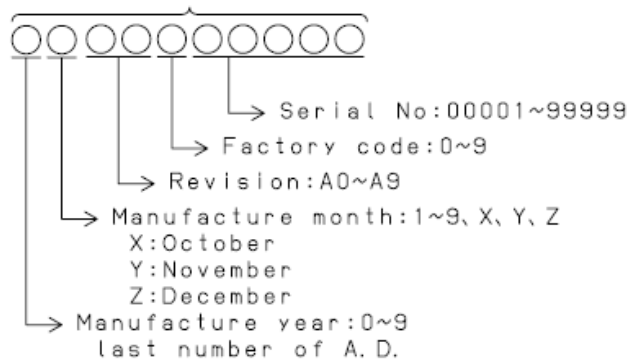 Serial No:00001~99999
Factory code:0~9
Revision:A0~A9
Manufacture month:1~9、X、Y、Z
X:October
Y:November
Z:December
Manufacture year:0~9
last number of A.D.